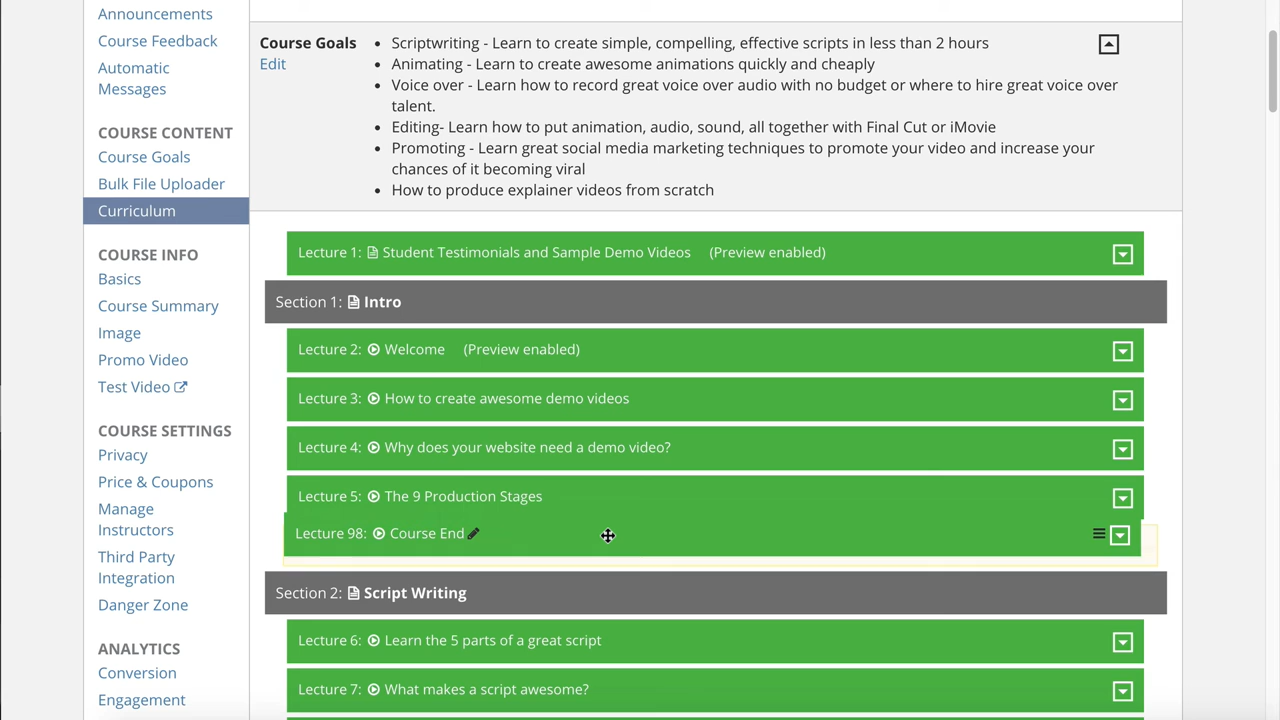 Announcements
Course Feedback
Automatic
Messages
COURSE CONTENT
Course Goals
Bulk File Uploader
Curriculum
COURSE INFO
Basics
Course Summary
Image
Promo Video
Test Video
COURSE SETTINGS
Privacy
Price & Coupons
Manage
Instructors
Third Party
Integration
Danger Zone
ANALYTICS
Conversion
Engagement
Course Goals
Edit
• Scriptwriting - Learn to create simple, compelling, effective scripts in less than 2 hours
• Animating - Learn to create awesome animations quickly and cheaply
• Voice over - Learn how to record great voice over audio with no budget or where to hire great voice over
talent.
• Editing- Learn how to put animation, audio, sound, all together with Final Cut or iMovie
• Promoting - Learn great social media marketing techniques to promote your video and increase your
chances of it becoming viral
• How to produce explainer videos from scratch
Lecture 1: Student Testimonials and Sample Demo Videos (Preview enabled)
Section 1: Intro
Lecture 2: Welcome (Preview enabled)
Lecture 3: How to create awesome demo videos
Lecture 4: Why does your website need a demo video?
Lecture 5: The 9 Production Stages
Lecture 98: Course End
Section 2: Script Writing
Lecture 6: Learn the 5 parts of a great script
Lecture 7: What makes a script awesome?